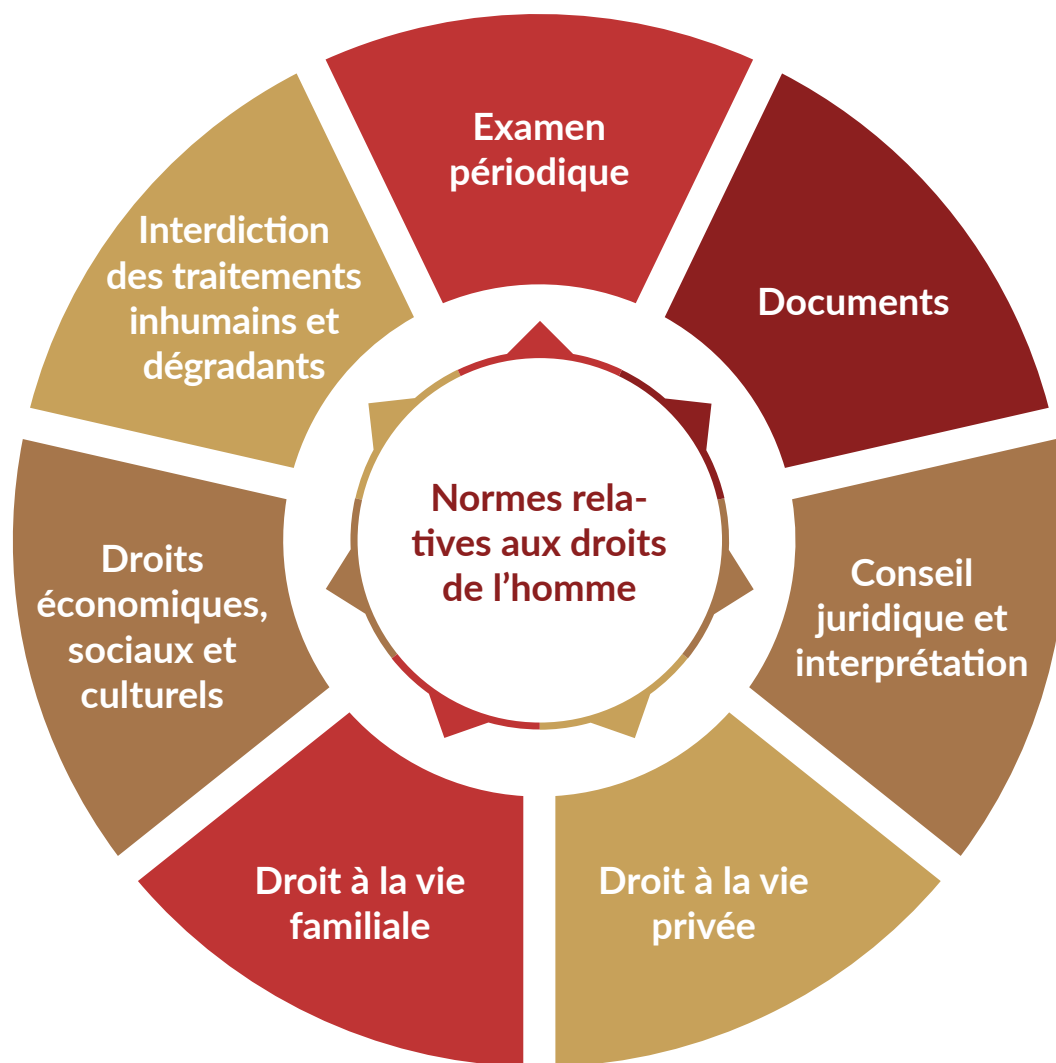 Examen
périodique
Documents
Conseil
juridique et
interprétation
Droit à la vie
privée
Droit à la vie
familiale
Droits
économiques,
sociaux et
culturels
Interdiction
des traitements
inhumains et
dégradants
Normes rela-
tives aux droits
de l’homme